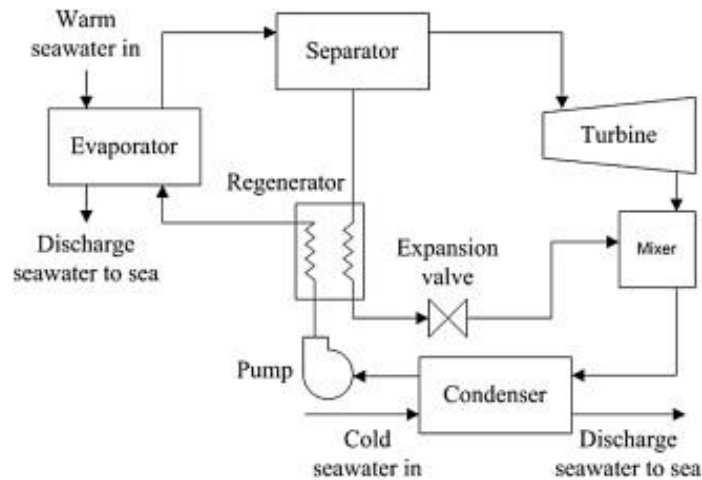 Warm
seawater in
Separator
Turbine
Evaporator
Regenerator
Discharge
seawater to sea
Expansion
valve
Mixer
Pump
Condenser
Cold
seawater in
Discharge
seawater to sea